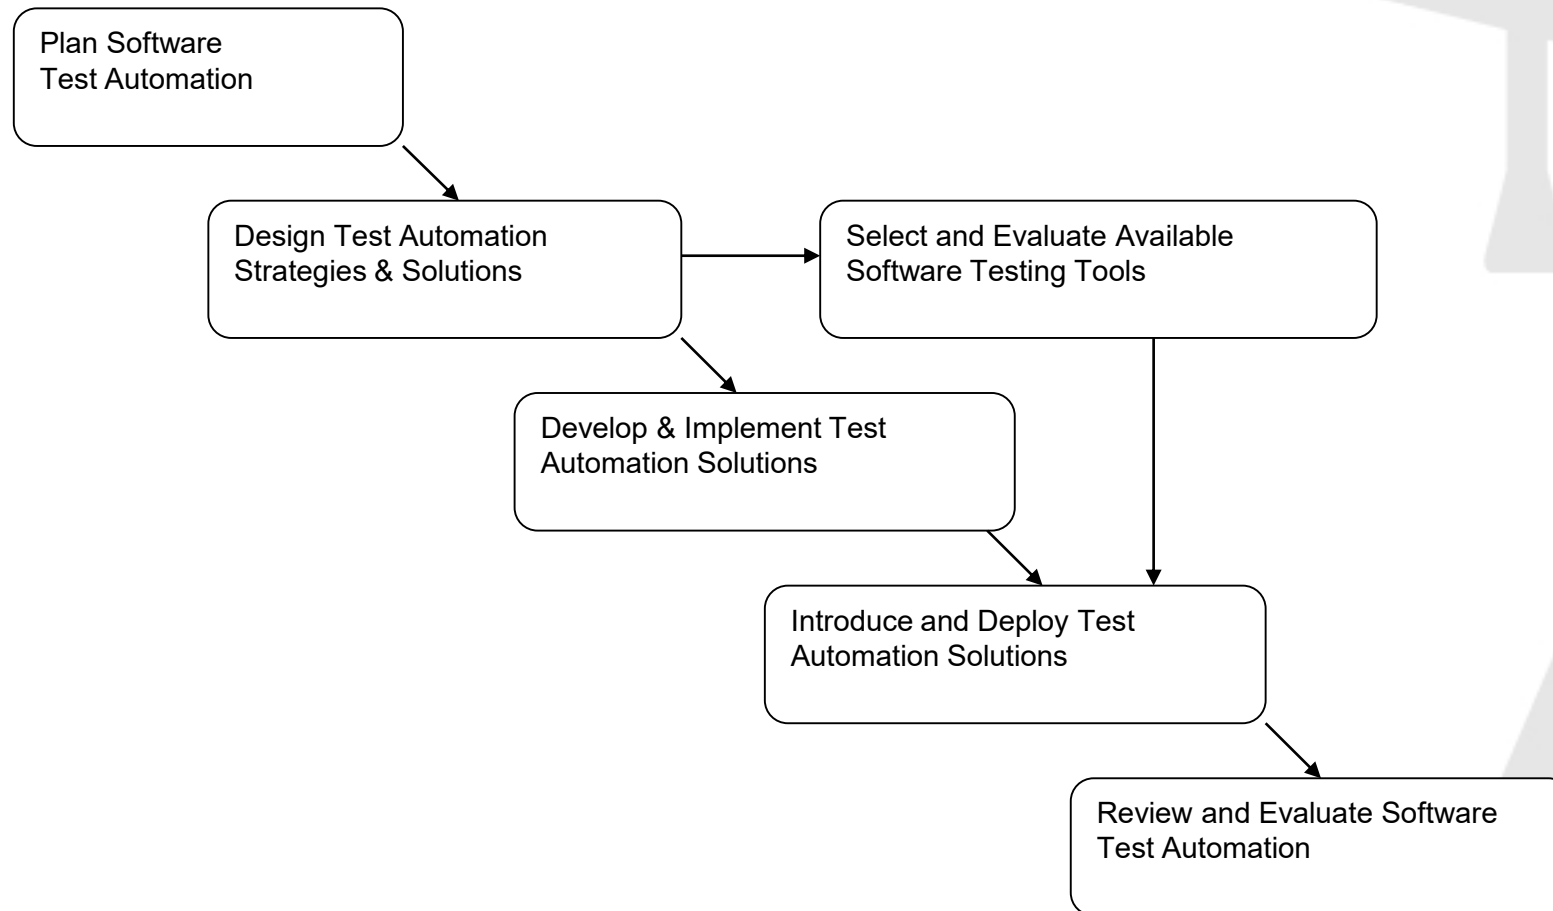 Plan Software
Test Automation
Design Test Automation
Strategies & Solutions
Select and Evaluate Available
Software Testing Tools
Develop & Implement Test
Automation Solutions
Introduce and Deploy Test
Automation Solutions
Review and Evaluate Software
Test Automation